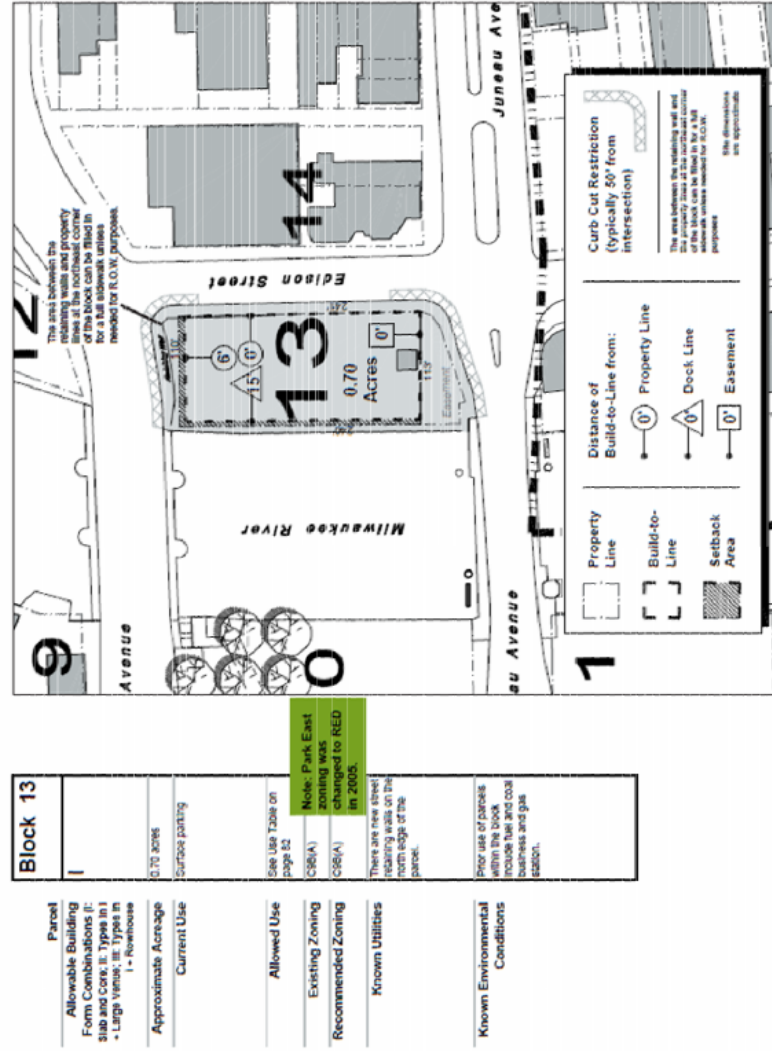 Block 13
Parcel
Allowable Building
Form Combinations (I:
Slab and Core; II: Types in I
+ Large Venue; III: Types in
I + Rowhouse
I
Approximate Acreage
0.70 acres
Current Use
Surface parking
Allowed Use
See Use Table on
page 82
Existing Zoning
C9B(A)
Recommended Zoning
C9B(A)
Note: Park East
zoning was
changed to RED
in 2005.
Known Utilities
There are new street
retaining walls on the
north edge of the
parcel.
Known Environmental
Conditions
Prior use of parcels
within the block
include fuel and coal
business and gas
station.
9
Avenue
12
The area between the
retaining walls and property
lines at the northeast corner
of the block can be filled in
for a full sidewalk unless
needed for R.O.W. purposes.
14
Edison Street
Juneau Ave
13
0.70
Acres
6'
0'
15'
0'
113'
Easement
Milwaukee River
0
au Avenue
1
Property
Line
Build-to-
Line
Setback
Area
Distance of
Build-to-Line from:
0' Property Line
0' Dock Line
0' Easement
Curb Cut Restriction
(typically 50' from
intersection)
The area between the retaining wall and
the property lines at the northeast corner
of the block can be filled in for a full
sidewalk unless needed for R.O.W.
purposes
Site dimensions
are approximate